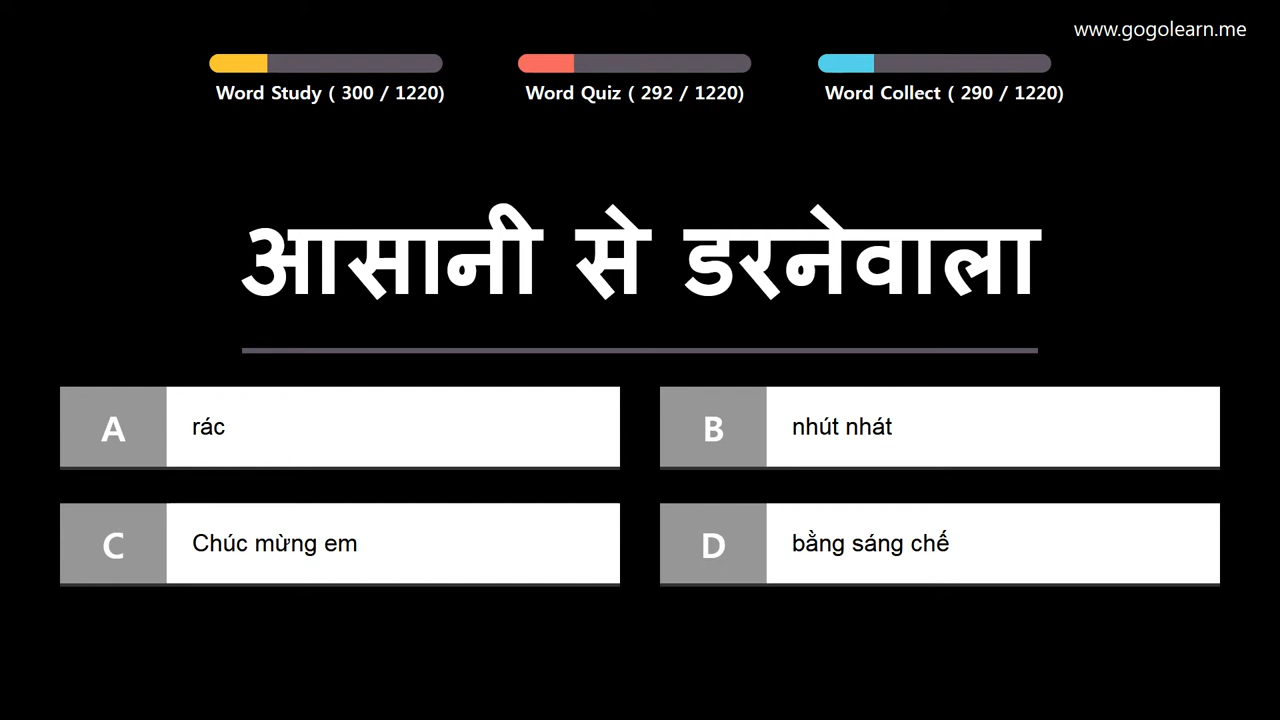 www.gogolearn.me
Word Study ( 300 / 1220)
Word Quiz ( 292 / 1220)
Word Collect ( 290 / 1220)
आसानी से डरनेवाला
A
rác
B
nhút nhát
C
Chúc mừng em
D
bằng sáng chế